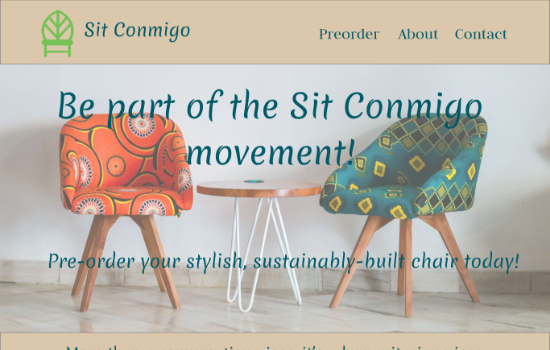 Sit Conmigo
Preorder About Contact
Be part of the Sit Conmigo
movement!
Pre-order your stylish, sustainably-built chair today!